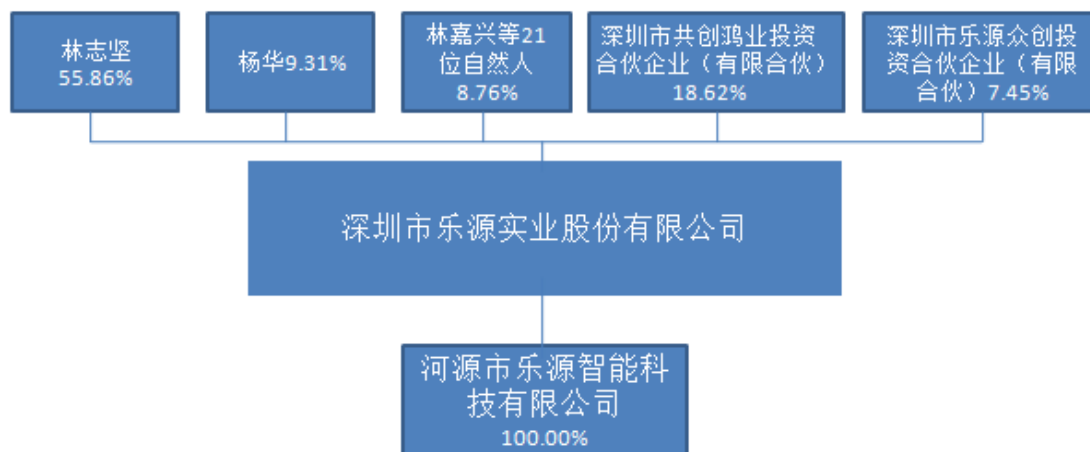 林志坚
55.86%
杨华9.31%
林嘉兴等21
位自然人
8.76%
深圳市共创鸿业投资
合伙企业（有限合伙）
18.62%
深圳市乐源众创投
资合伙企业（有限
合伙）7.45%
深圳市乐源实业股份有限公司
河源市乐源智能科
技有限公司
100.00%